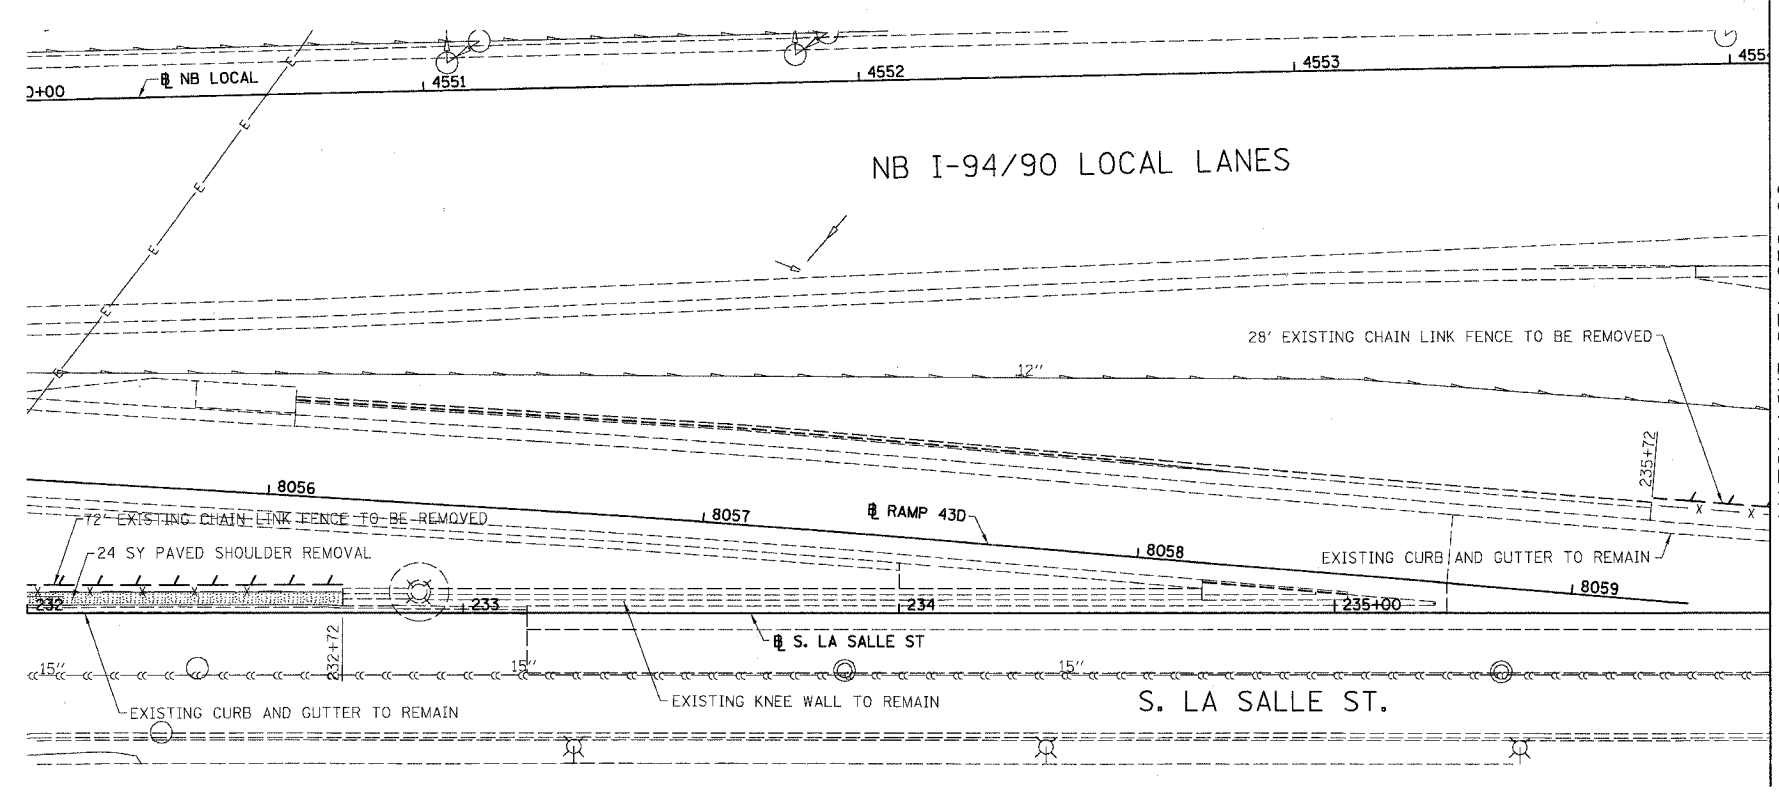 ℄ NB LOCAL
0+00
4551
4552
4553
NB I-94/90 LOCAL LANES
28' EXISTING CHAIN LINK FENCE TO BE REMOVED
12"
235+72
8056
8057
℄ RAMP 43D
8058
8059
72' EXISTING CHAIN LINK FENCE TO BE REMOVED
24 SY PAVED SHOULDER REMOVAL
EXISTING CURB AND GUTTER TO REMAIN
232
233
234
235+00
232+72
℄ S. LA SALLE ST
15"
15"
15"
EXISTING KNEE WALL TO REMAIN
S. LA SALLE ST.
EXISTING CURB AND GUTTER TO REMAIN